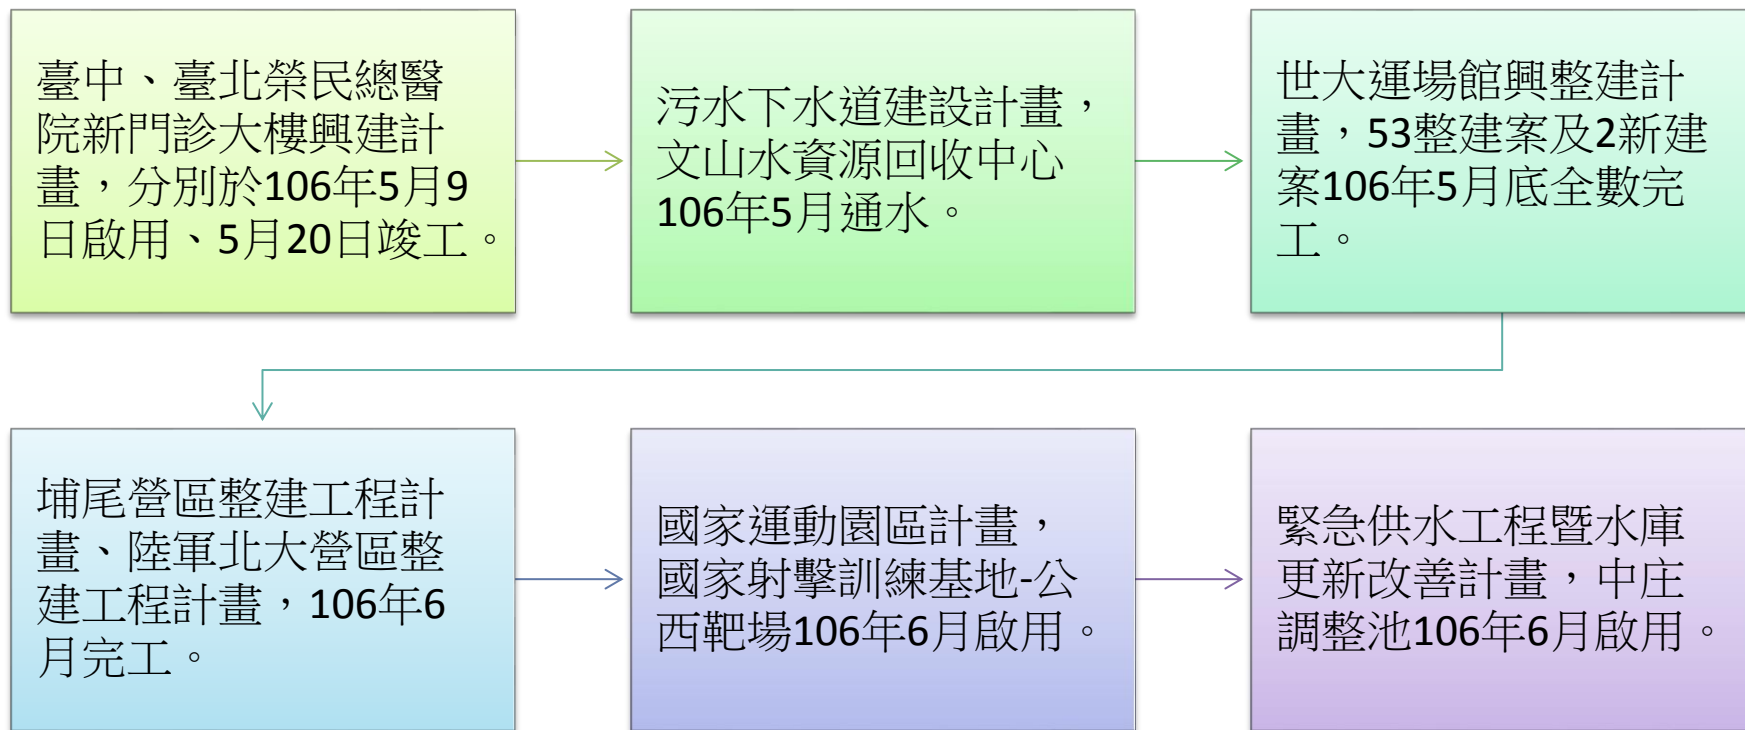 臺中、臺北榮民總醫
院新門診大樓興建計
畫，分別於106年5月9
日啟用、5月20日竣工。
污水下水道建設計畫，
文山水資源回收中心
106年5月通水。
世大運場館興整建計
畫，53整建案及2新建
案106年5月底全數完
工。
埔尾營區整建工程計
畫、陸軍北大營區整
建工程計畫，106年6
月完工。
國家運動園區計畫，
國家射擊訓練基地-公
西靶場106年6月啟用。
緊急供水工程暨水庫
更新改善計畫，中庄
調整池106年6月啟用。